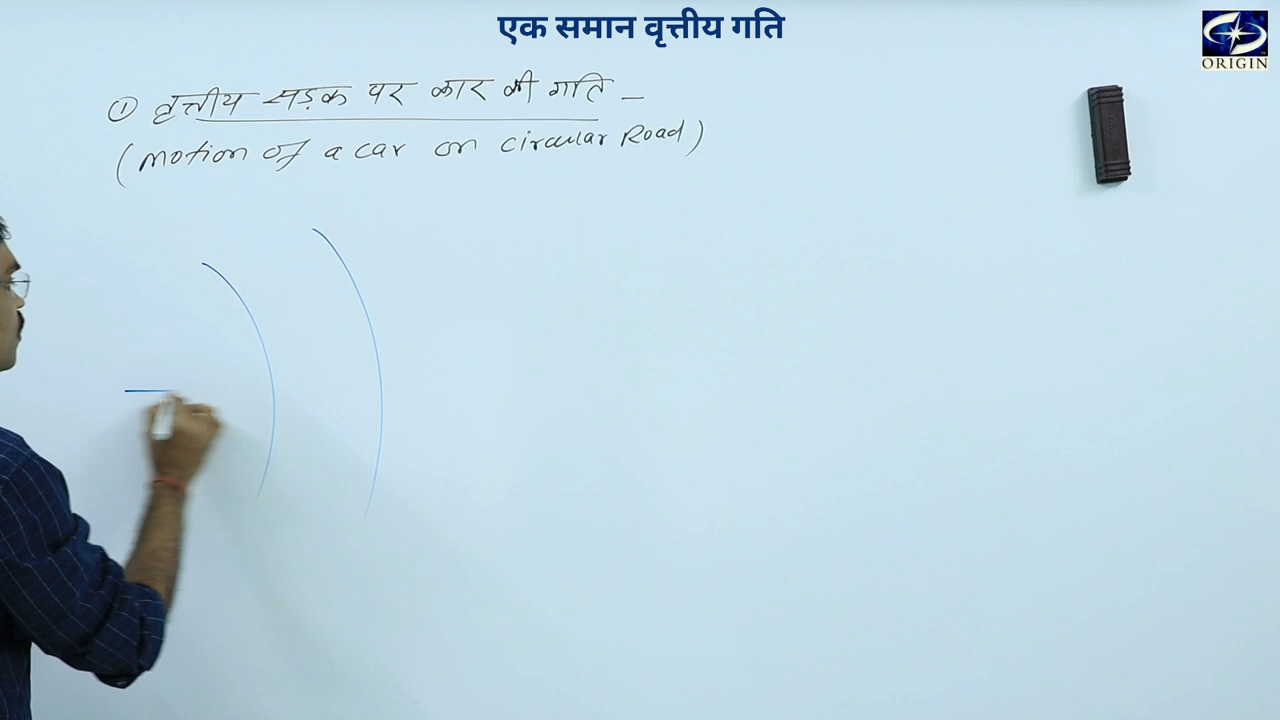 एक समान वृत्तीय गति
ORIGIN
① वृत्तीय सड़क पर कार की गति –
(Motion of a car on circular Road)